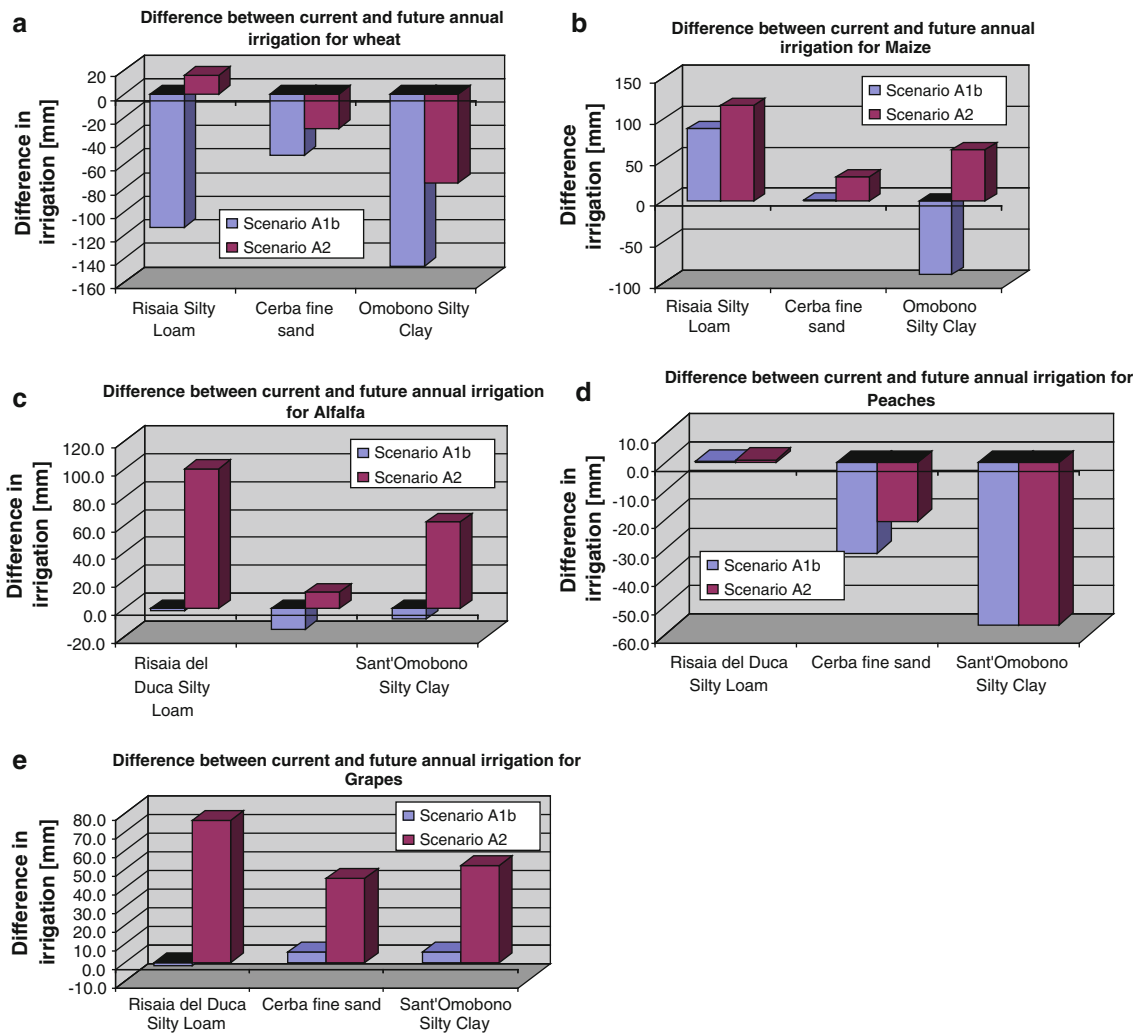 a
Difference between current and future annual
irrigation for wheat
Difference in
irrigation [mm]
20
0
-20
-40
-60
-80
-100
-120
-140
-160
Scenario A1b
Scenario A2
Risaia Silty
Loam
Cerba fine
sand
Omobono Silty
Clay
b
Difference between current and future annual
irrigation for Maize
Difference
irrigation [mm]
150
100
50
0
-50
-100
Scenario A1b
Scenario A2
Risaia Silty
Loam
Cerba fine
sand
Omobono
Silty Clay
c
Difference between current and future annual irrigation
for Alfalfa
Difference in
irrigation [mm]
120.0
100.0
80.0
60.0
40.0
20.0
0.0
-20.0
Scenario A1b
Scenario A2
Risaia del
Duca Silty
Loam
Sant'Omobono
Silty Clay
d
Difference between current and future annual irrigation for
Peaches
Difference in
irrigation [mm]
10.0
0.0
-10.0
-20.0
-30.0
-40.0
-50.0
-60.0
Scenario A1b
Scenario A2
Risaia del Duca
Silty Loam
Cerba fine sand
Sant'Omobono
Silty Clay
e
Difference between current and future annual irrigation for
Grapes
Difference in
irrigation [mm]
80.0
70.0
60.0
50.0
40.0
30.0
20.0
10.0
0.0
-10.0
Scenario A1b
Scenario A2
Risaia del Duca
Silty Loam
Cerba fine sand
Sant'Omobono
Silty Clay